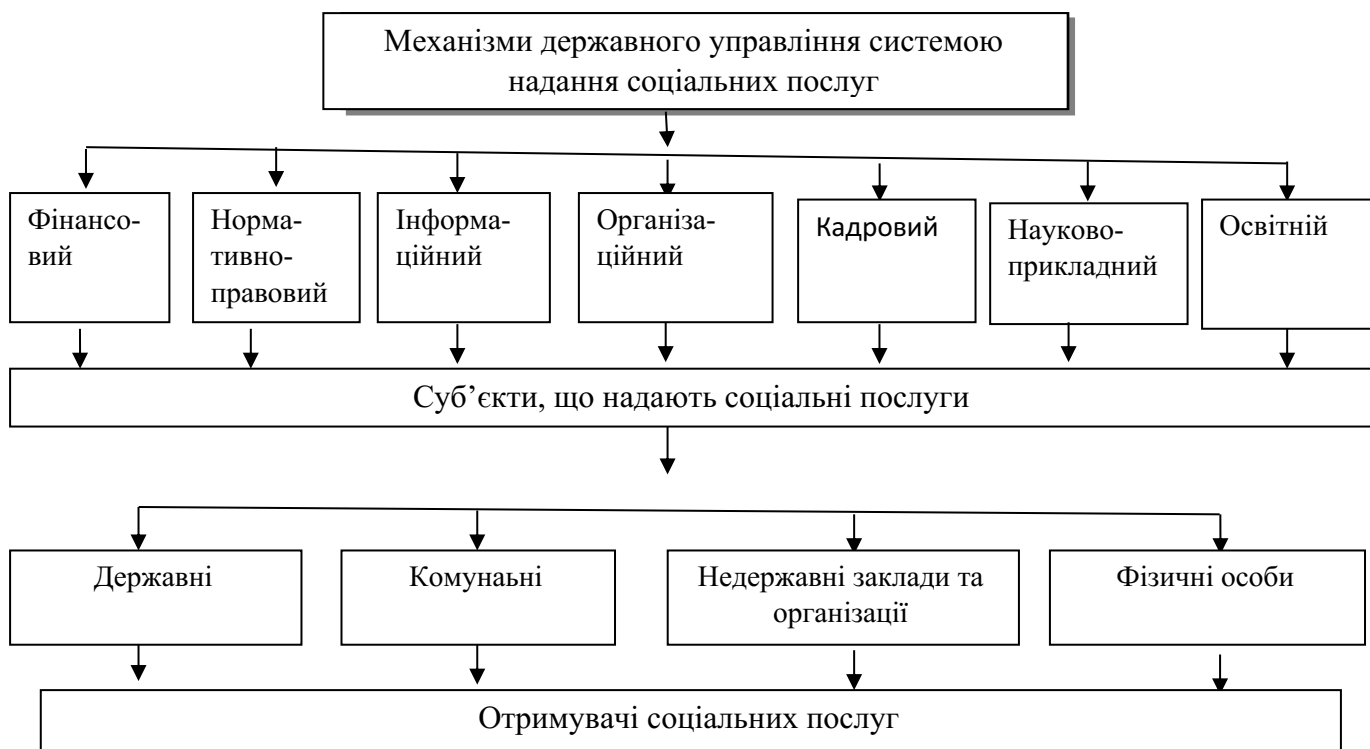 Механізми державного управління системою
надання соціальних послуг
Фінансо-
вий
Норма-
тивно-
правовий
Інформа-
ційний
Організа-
ційний
Кадровий
Науково-
прикладний
Освітній
Суб’єкти, що надають соціальні послуги
Державні
Комунаьні
Недержавні заклади та
організації
Фізичні особи
Отримувачі соціальних послуг